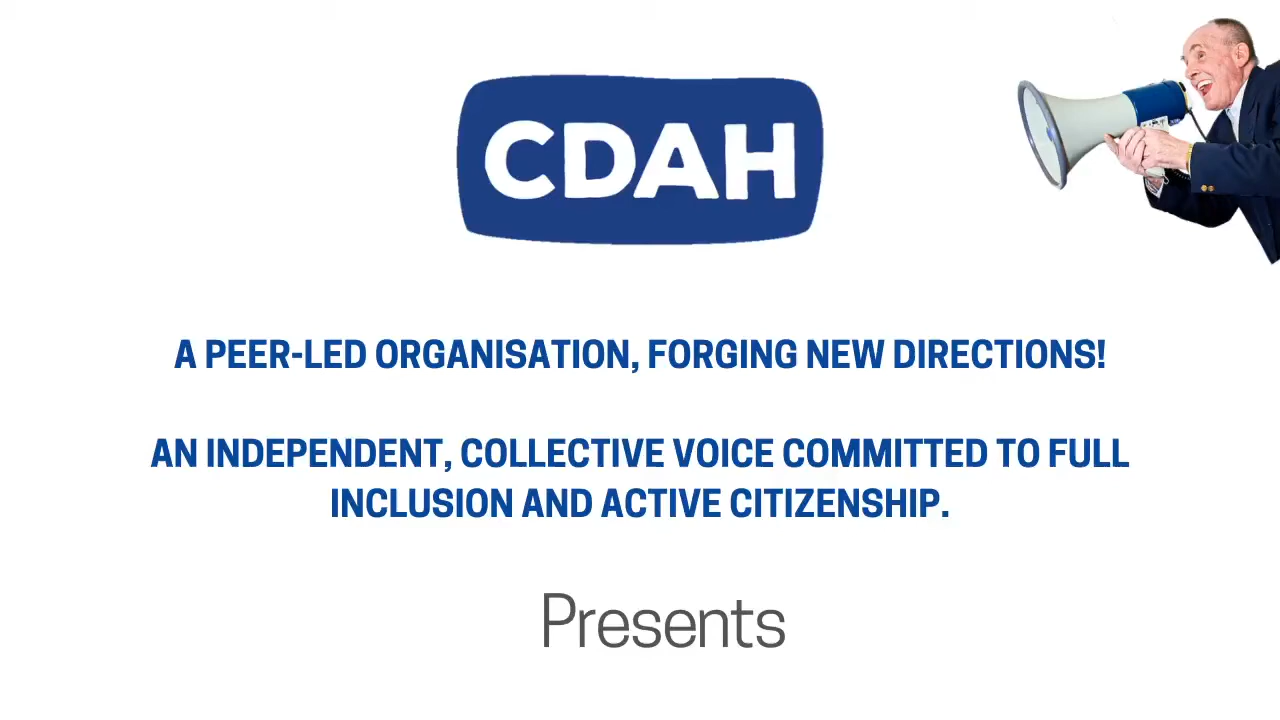 CDAH
A PEER-LED ORGANISATION, FORGING NEW DIRECTIONS!
AN INDEPENDENT, COLLECTIVE VOICE COMMITTED TO FULL
INCLUSION AND ACTIVE CITIZENSHIP.
Presents